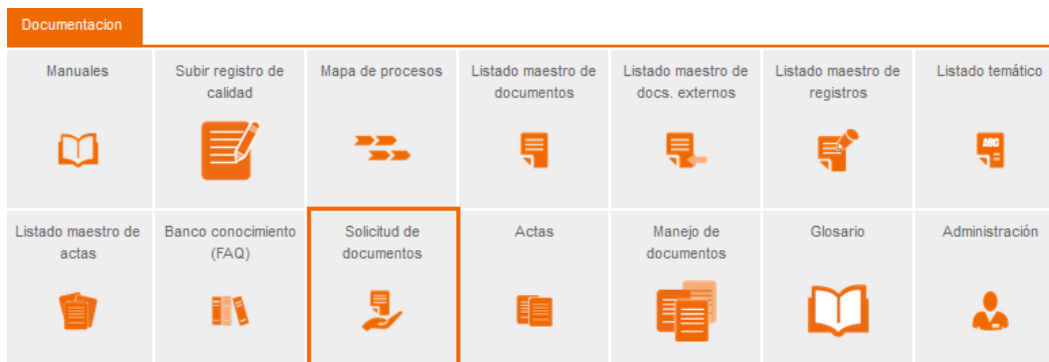 Documentacion
Manuales
Subir registro de
calidad
Mapa de procesos
Listado maestro de
documentos
Listado maestro de
docs. externos
Listado maestro de
registros
Listado temático
ABC
Listado maestro de
actas
Banco conocimiento
(FAQ)
Solicitud de
documentos
Actas
Manejo de
documentos
Glosario
Administración